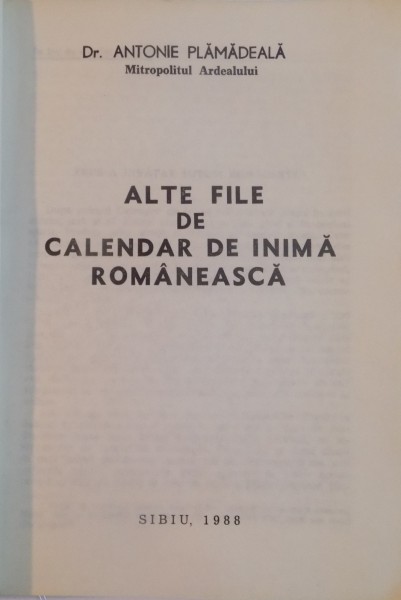 Dr. ANTONIE PLĂMĂDEALĂ
Mitropolitul Ardealului
ALTE FILE
DE
CALENDAR DE INIMĂ
ROMÂNEASCĂ
SIBIU, 1988